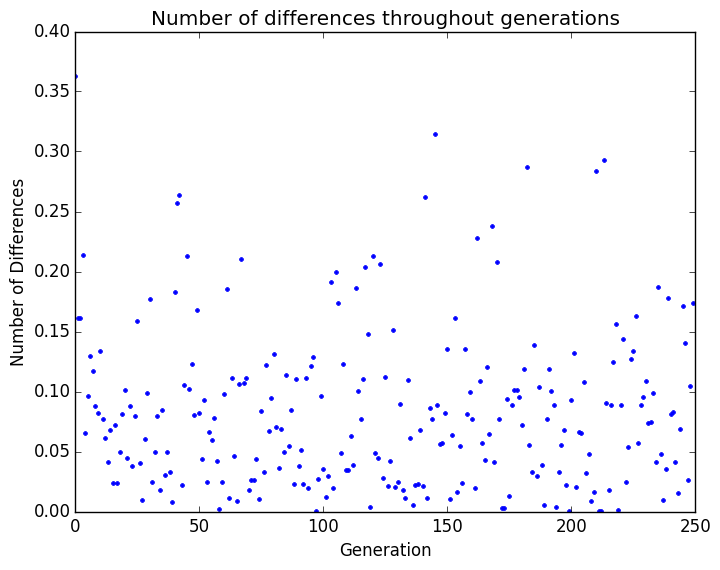 Number of differences throughout generations
0.40
0.35
0.30
0.25
0.20
0.15
0.10
0.05
0.00
Number of Differences
0 50 100 150 200 250
Generation